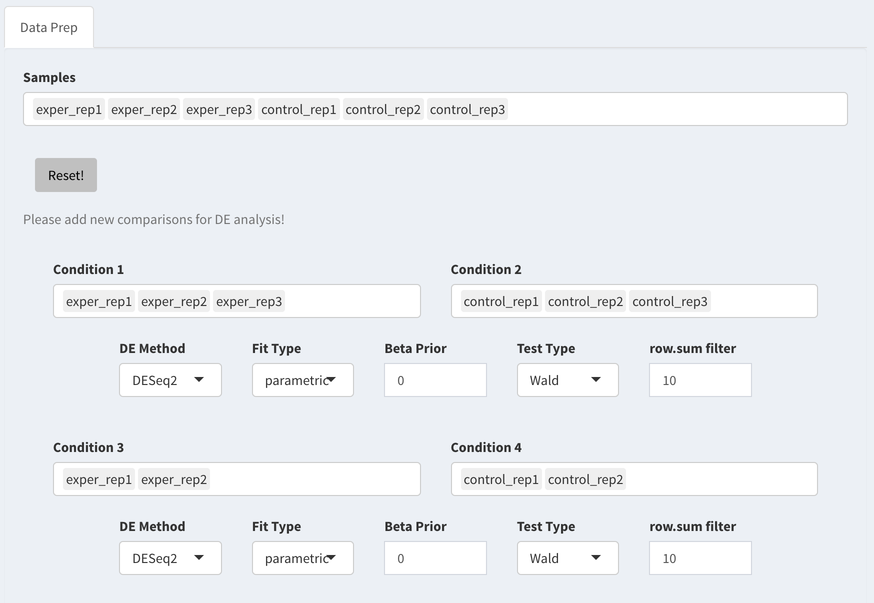 Data Prep
Samples
exper_rep1 exper_rep2 exper_rep3 control_rep1 control_rep2 control_rep3
Reset!
Please add new comparisons for DE analysis!
Condition 1 Condition 2
exper_rep1 exper_rep2 exper_rep3 control_rep1 control_rep2 control_rep3
DE Method Fit Type Beta Prior Test Type row.sum filter
DESeq2 parametric 0 Wald 10
Condition 3 Condition 4
exper_rep1 exper_rep2 control_rep1 control_rep2
DE Method Fit Type Beta Prior Test Type row.sum filter
DESeq2 parametric 0 Wald 10